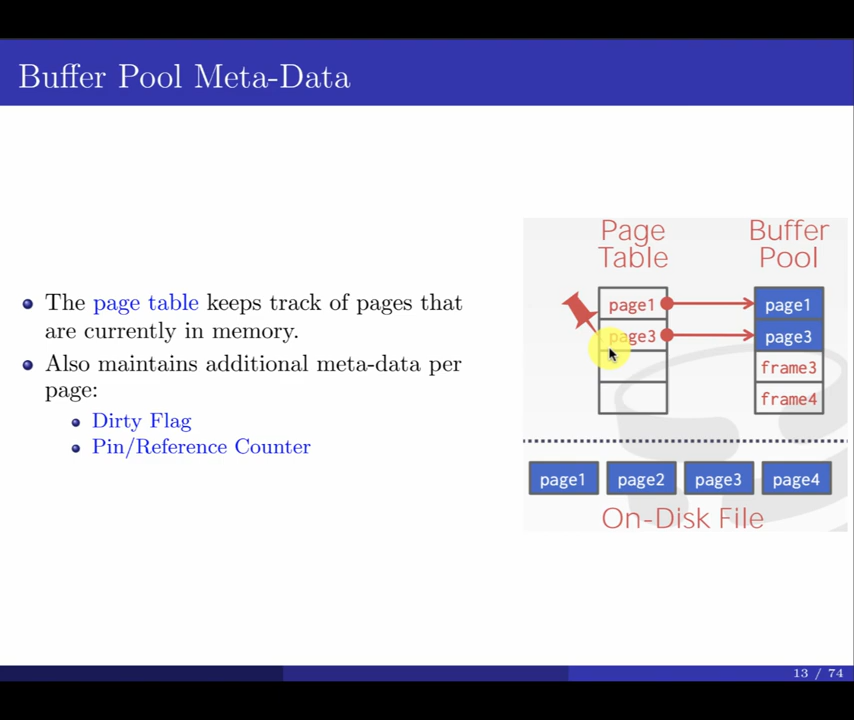 Buffer Pool Meta-Data
The page table keeps track of pages that
are currently in memory.
Also maintains additional meta-data per
page:
Dirty Flag
Pin/Reference Counter
Page
Table
Buffer
Pool
page1
page3
page1
page3
frame3
frame4
page1 page2 page3 page4
On-Disk File
13 / 74